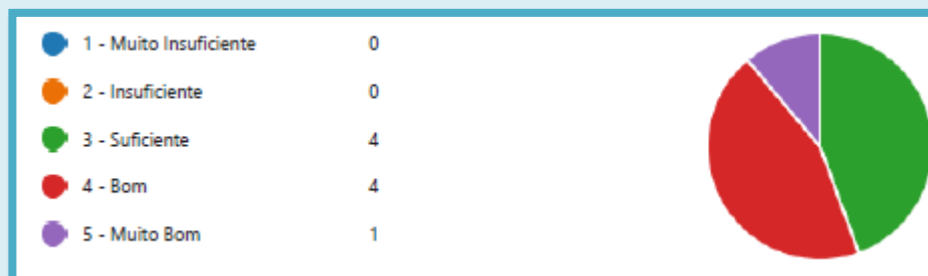 1 - Muito Insuficiente 0
2 - Insuficiente 0
3 - Suficiente 4
4 - Bom 4
5 - Muito Bom 1